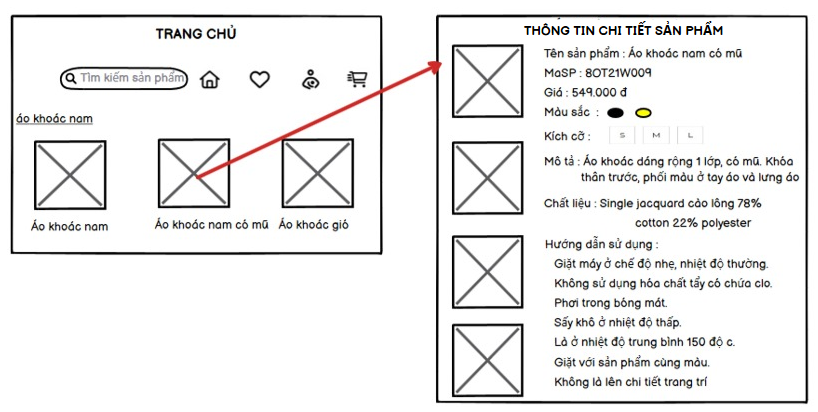 TRANG CHỦ
Tìm kiếm sản phẩm
áo khoác nam
Áo khoác nam
Áo khoác nam có mũ
Áo khoác gió
THÔNG TIN CHI TIẾT SẢN PHẨM
Tên sản phẩm : Áo khoác nam có mũ
MaSP : 8OT21W009
Giá : 549.000 đ
Màu sắc :
Kích cỡ :
S
M
L
Mô tả : Áo khoác dáng rộng 1 lớp, có mũ. Khóa
thân trước, phối màu ở tay áo và lưng áo
Chất liệu : Single jacquard cào lông 78%
cotton 22% polyester
Hướng dẫn sử dụng :
Giặt máy ở chế độ nhẹ, nhiệt độ thường.
Không sử dụng hóa chất tẩy có chứa clo.
Phơi trong bóng mát.
Sấy khô ở nhiệt độ thấp.
Là ở nhiệt độ trung bình 150 độ c.
Giặt với sản phẩm cùng màu.
Không là lên chi tiết trang trí